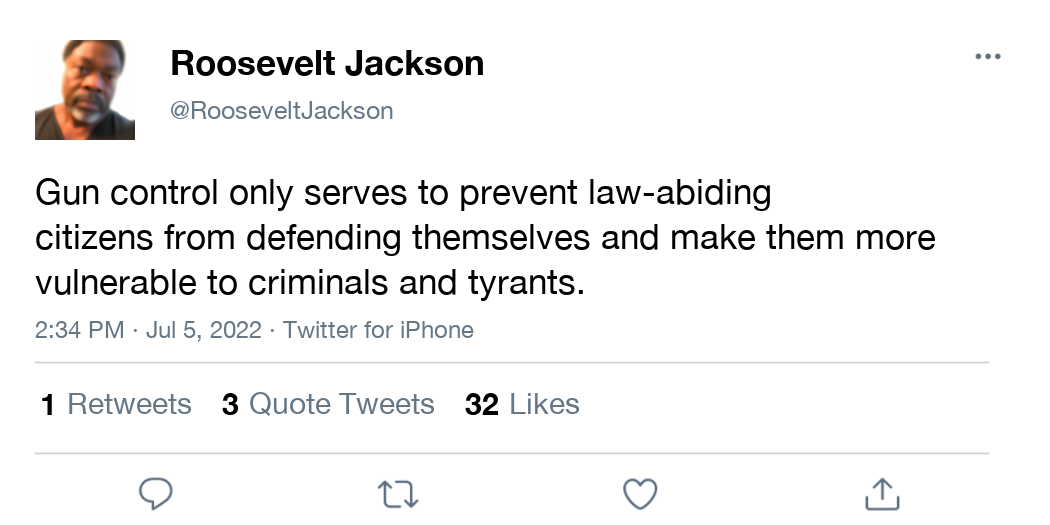 Roosevelt Jackson
@RooseveltJackson
Gun control only serves to prevent law-abiding
citizens from defending themselves and make them more
vulnerable to criminals and tyrants.
2:34 PM · Jul 5, 2022 · Twitter for iPhone
1 Retweets 3 Quote Tweets 32 Likes